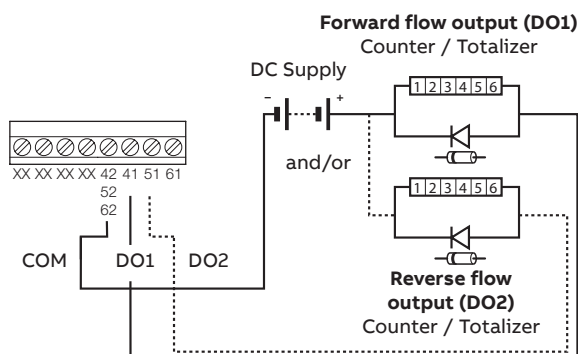 Forward flow output (DO1)
Counter / Totalizer
DC Supply
– +
1 2 3 4 5 6
and/or
XX XX XX XX 42 41 51 61
52
62
1 2 3 4 5 6
COM DO1 DO2
Reverse flow
output (DO2)
Counter / Totalizer